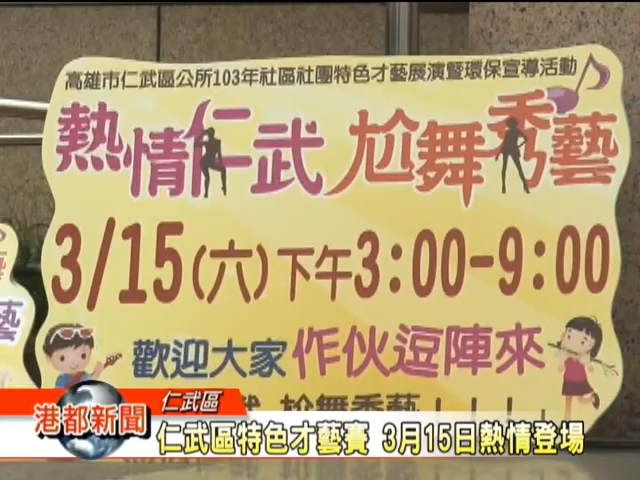 高雄市仁武區公所103年社區社團特色才藝展演暨環保宣導活動
熱情仁武 尬舞秀藝
3/15(六)下午3:00-9:00
歡迎大家 作伙逗陣來
尬舞秀藝!!!
藝
仁武區
港都新聞
仁武區特色才藝賽 3月15日熱情登場